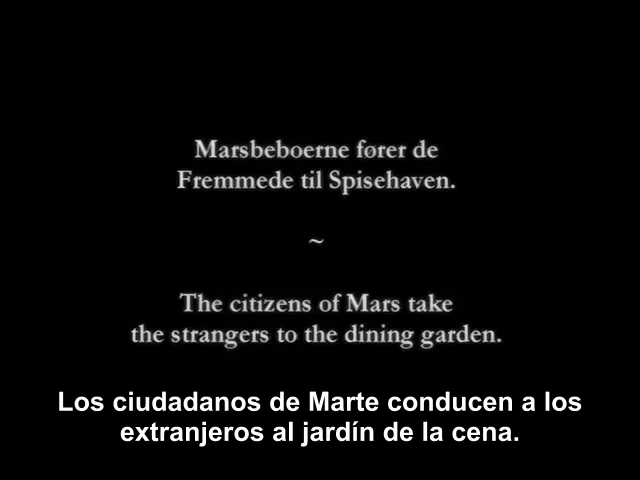 Marsbeboerne fører de
Fremmede til Spisehaven.
~
The citizens of Mars take
the strangers to the dining garden.
Los ciudadanos de Marte conducen a los
extranjeros al jardín de la cena.